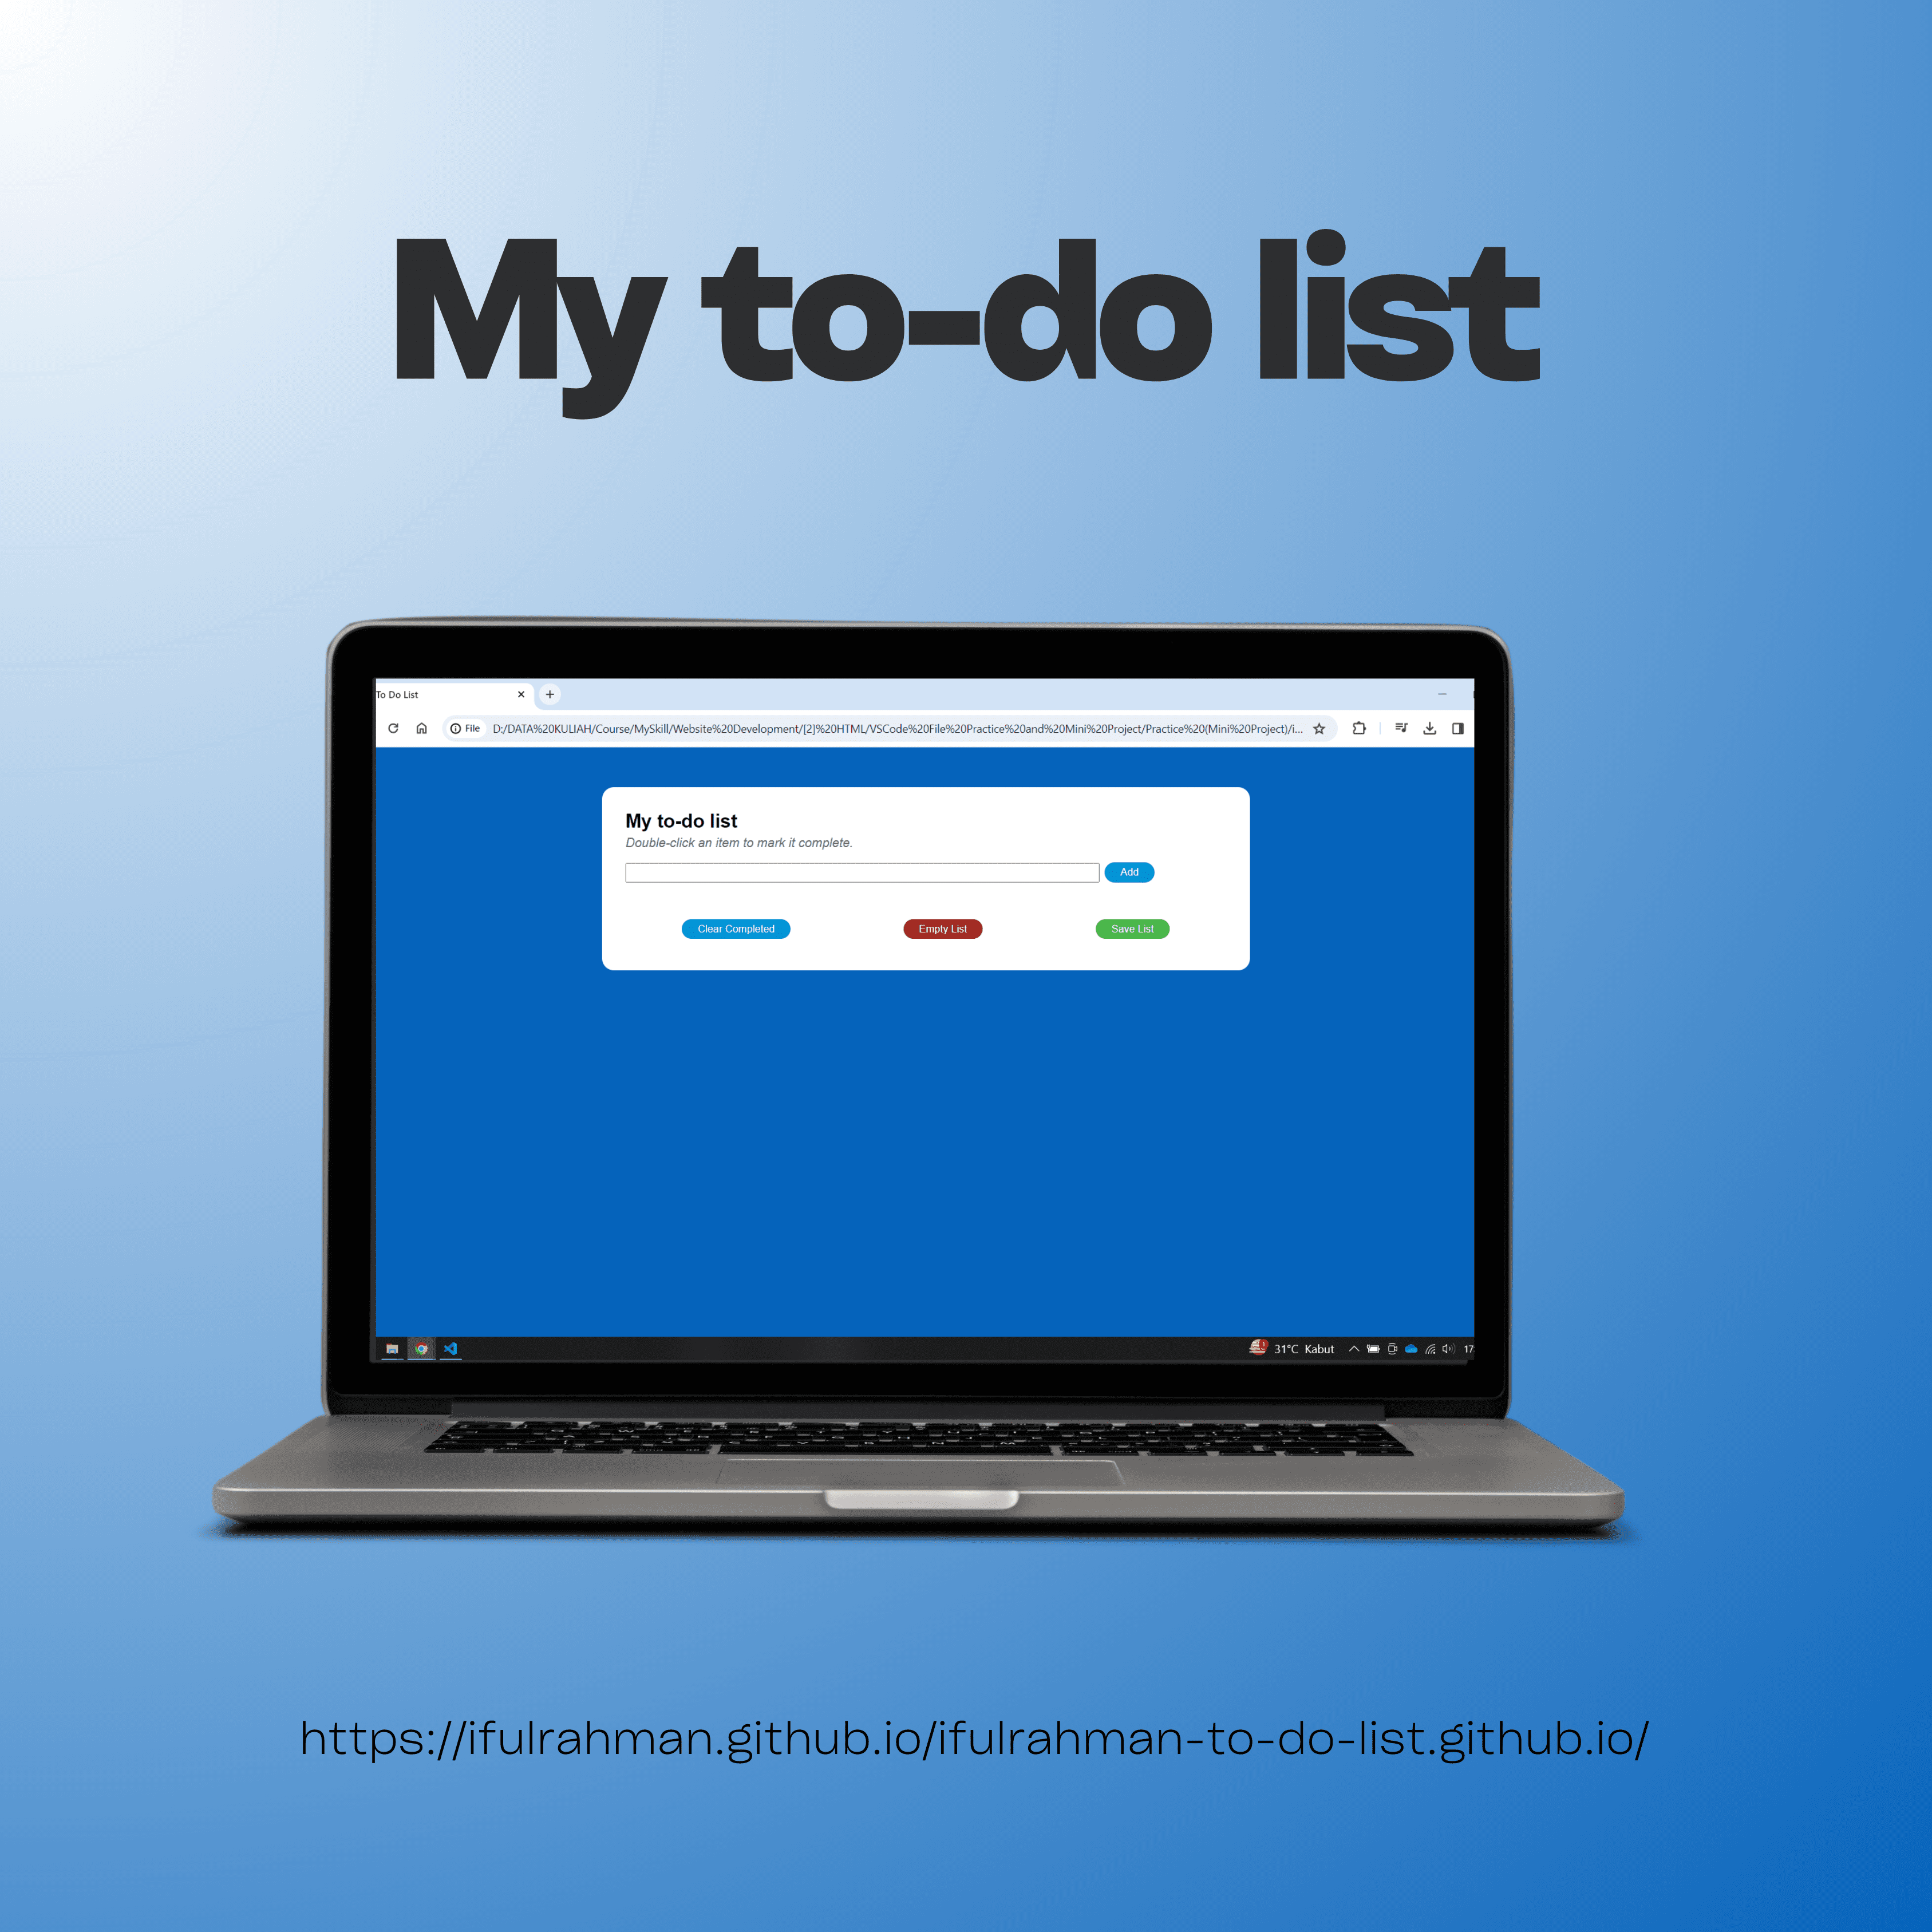 My to-do list
To Do List
File D:/DATA%20KULIAH/Course/MySkill/Website%20Development/[2]%20HTML/VSCode%20File%20Practice%20and%20Mini%20Project/Practice%20(Mini%20Project)/i...
My to-do list
Double-click an item to mark it complete.
Add
Clear Completed Empty List Save List
1 31°C Kabut 17:
https://ifulrahman.github.io/ifulrahman-to-do-list.github.io/